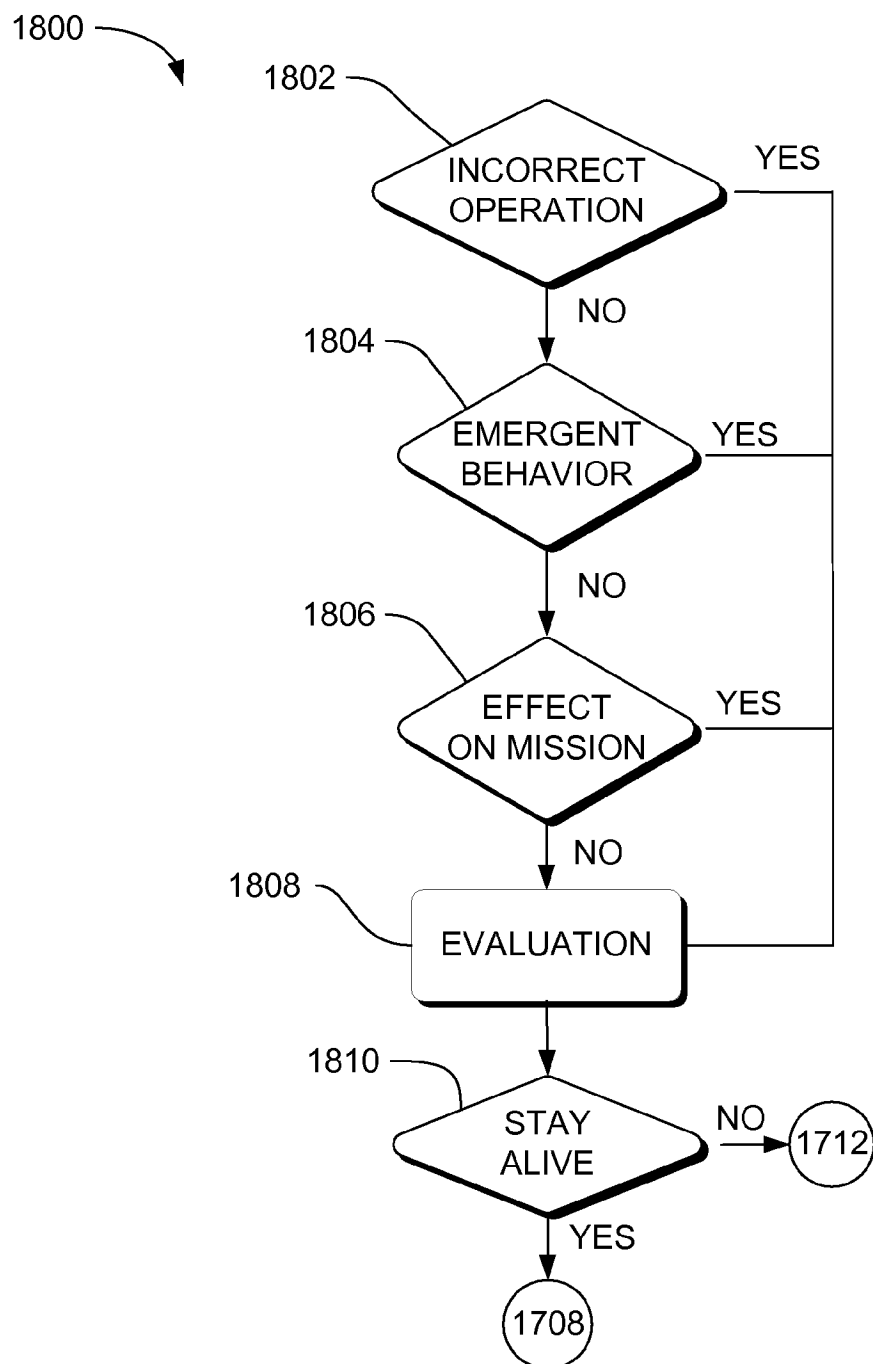 1800
1802
INCORRECT
OPERATION
YES
NO
1804
EMERGENT
BEHAVIOR
YES
NO
1806
EFFECT
ON MISSION
YES
NO
1808
EVALUATION
1810
STAY
ALIVE
NO
1712
YES
1708